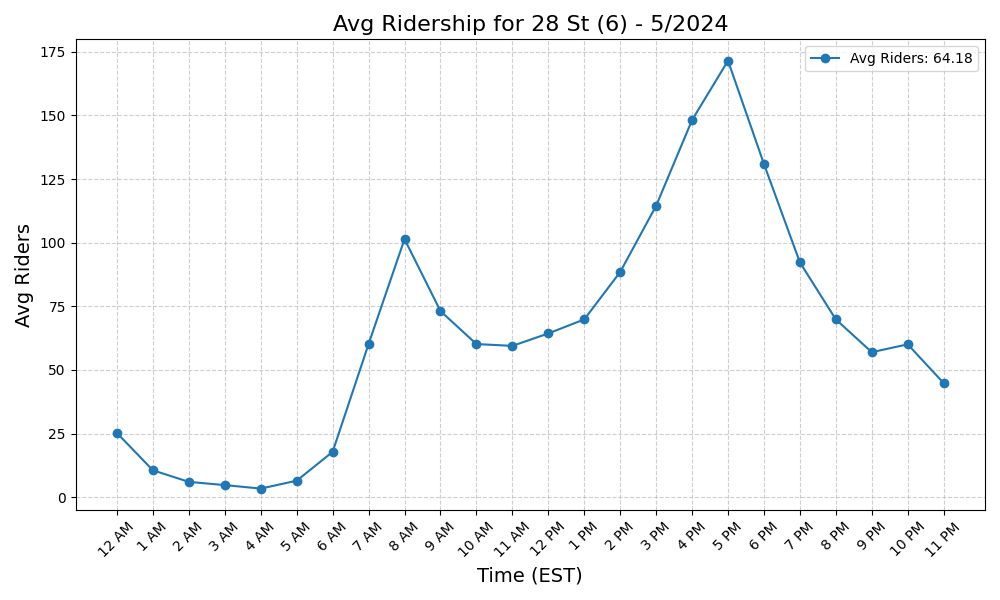 Avg Ridership for 28 St (6) - 5/2024
Avg Riders: 64.18
Avg Riders
175
150
125
100
75
50
25
0
12 AM
1 AM
2 AM
3 AM
4 AM
5 AM
6 AM
7 AM
8 AM
9 AM
10 AM
11 AM
12 PM
1 PM
2 PM
3 PM
4 PM
5 PM
6 PM
7 PM
8 PM
9 PM
10 PM
11 PM
Time (EST)